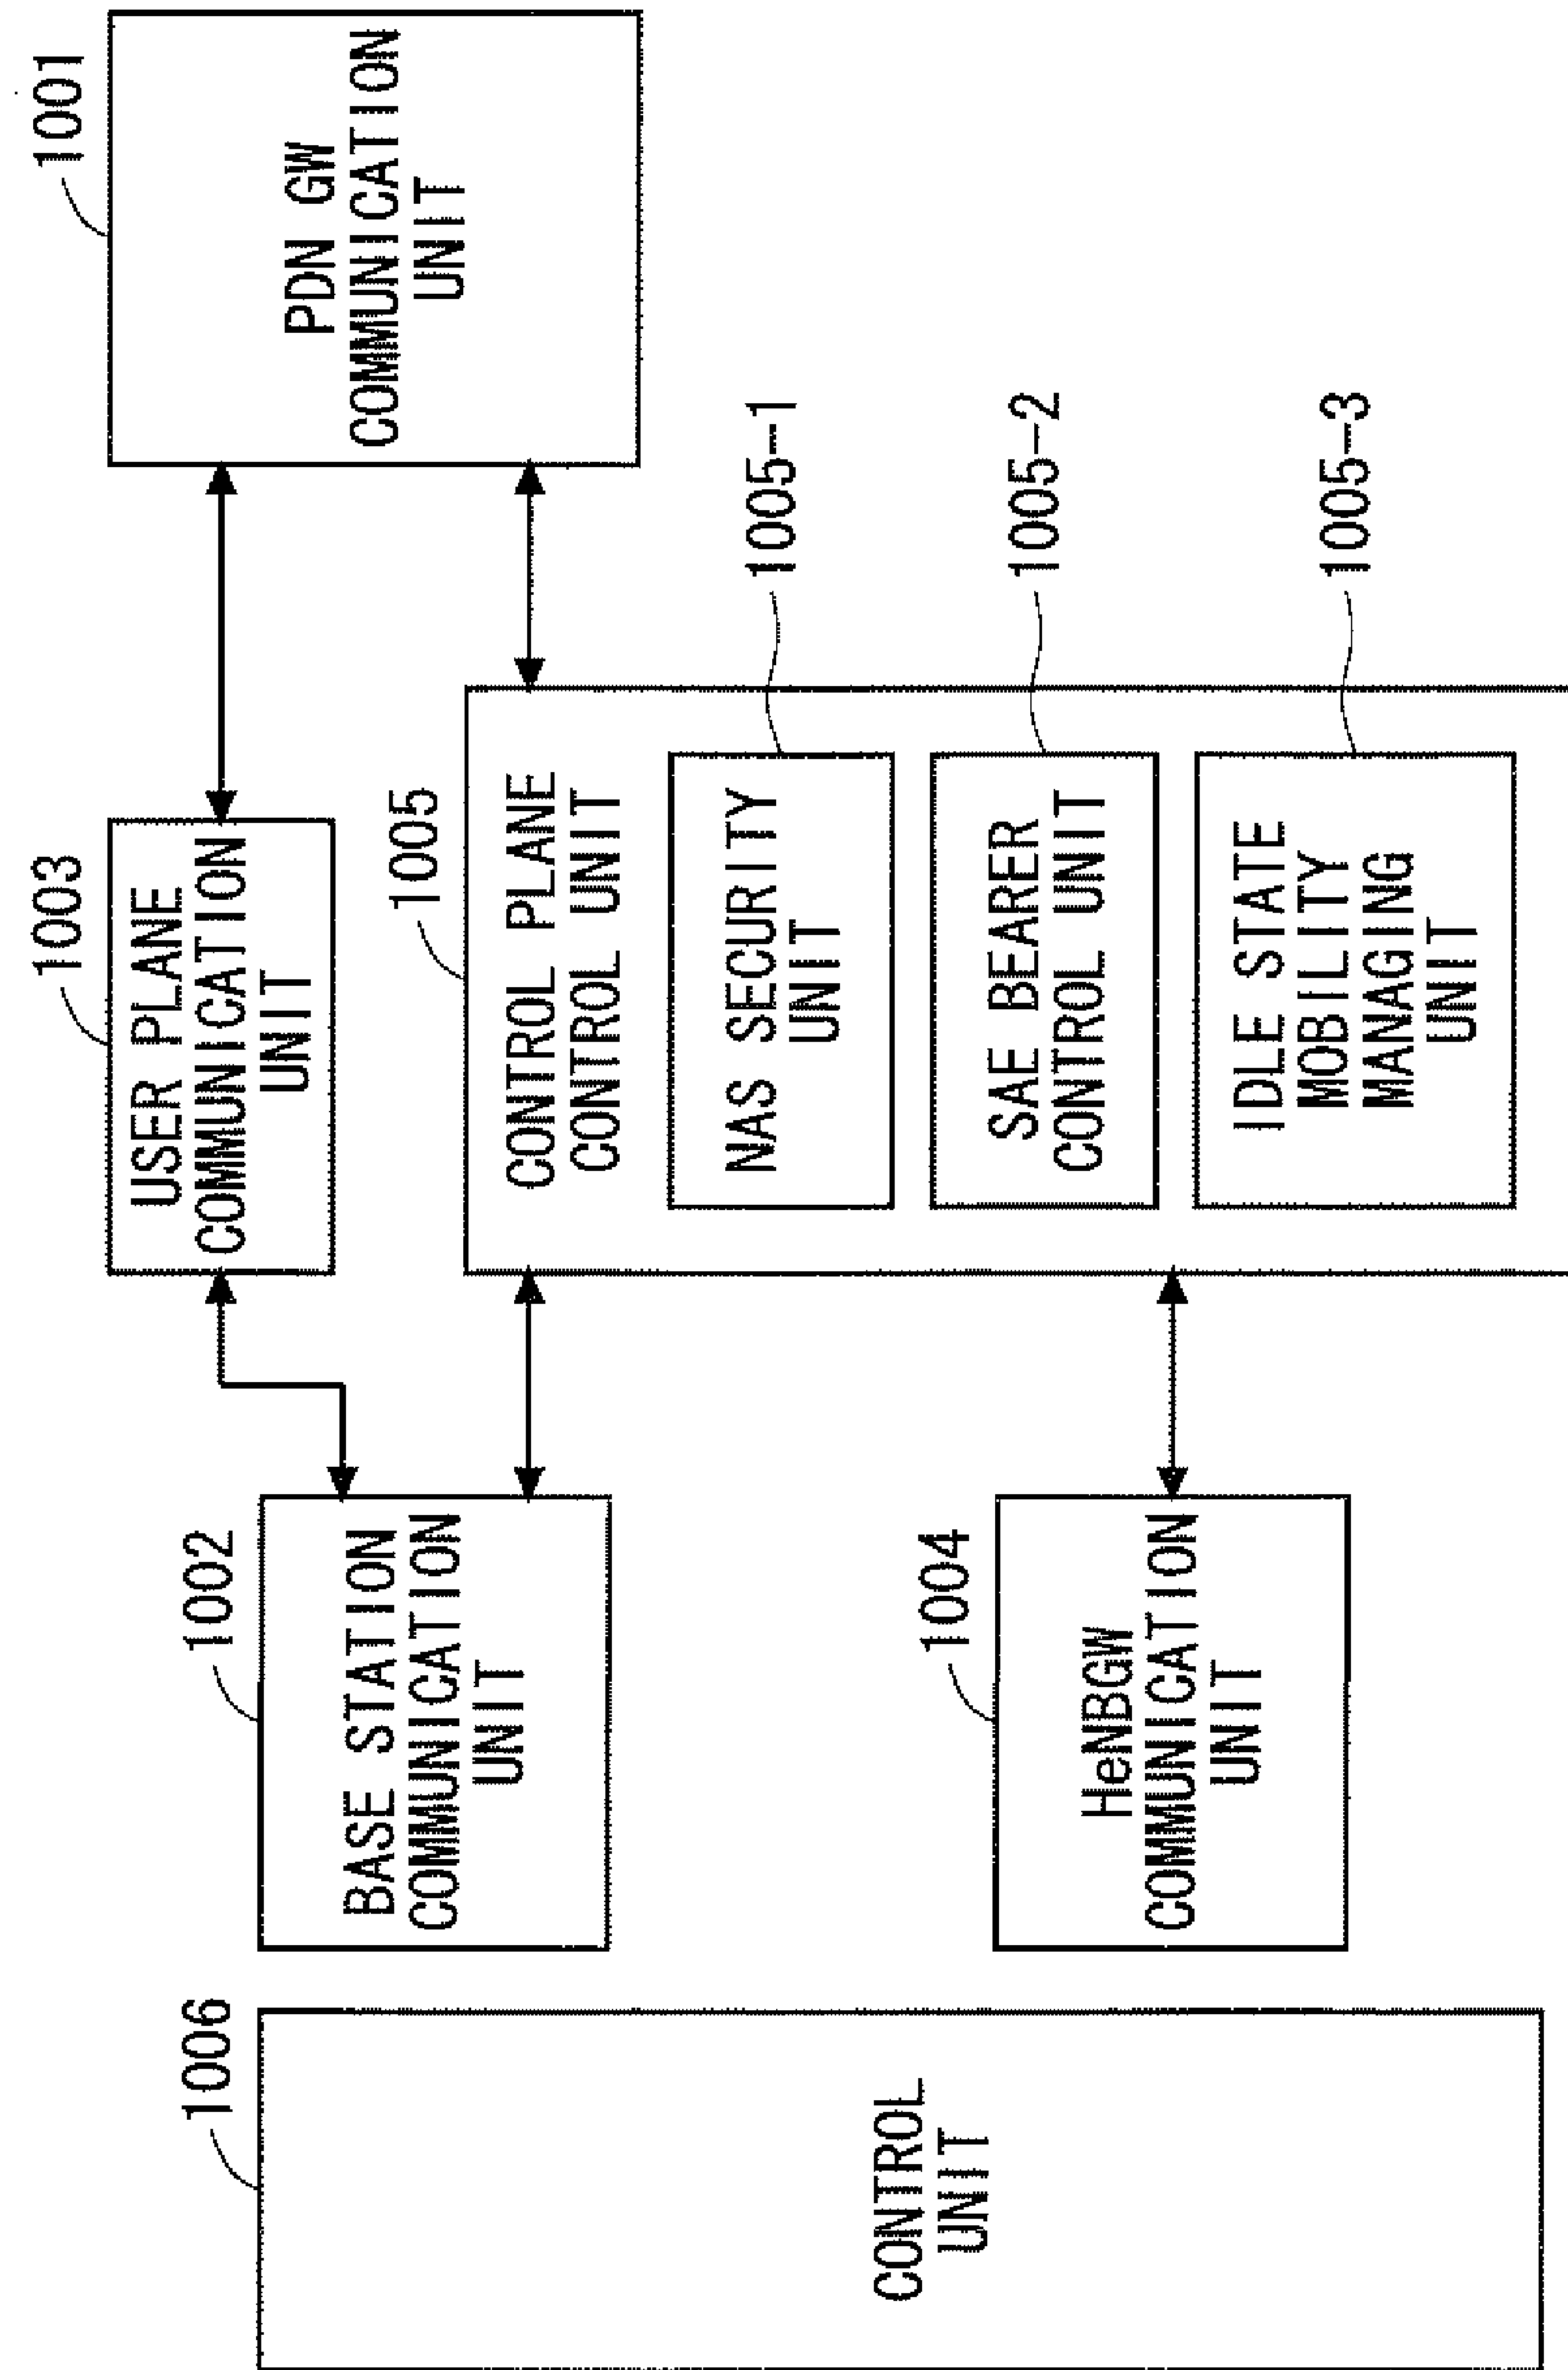 1001
PDN GW
COMMUNICATION
UNIT
1003
USER PLANE
COMMUNICATION
UNIT
1005
CONTROL PLANE
CONTROL UNIT
1005-1
NAS SECURITY
UNIT
1005-2
SAE BEARER
CONTROL UNIT
1005-3
IDLE STATE
MOBILITY
MANAGING
UNIT
1002
BASE STATION
COMMUNICATION
UNIT
1004
HeNBGW
COMMUNICATION
UNIT
1006
CONTROL
UNIT